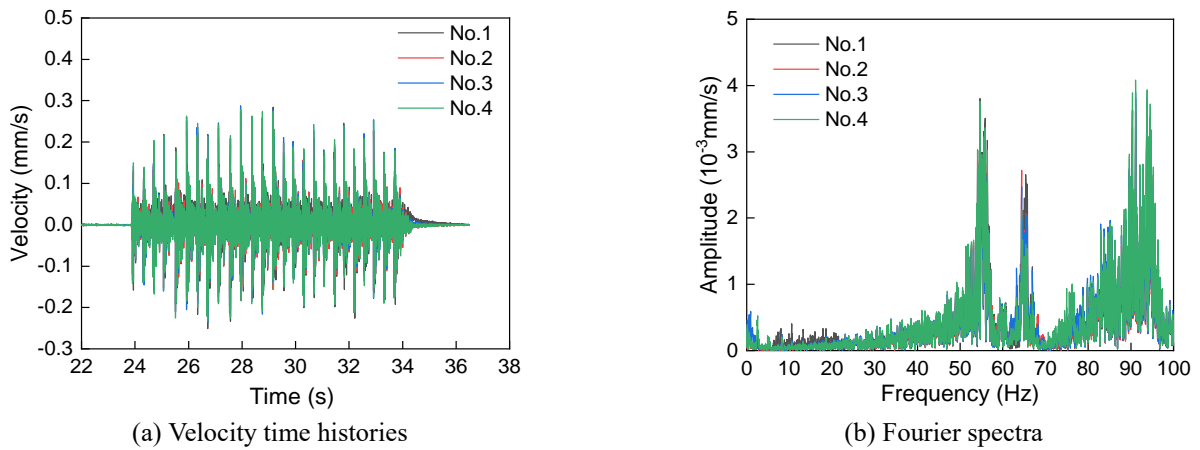 0.5
0.4
0.3
0.2
0.1
0.0
-0.1
-0.2
-0.3
Velocity (mm/s)
22 24 26 28 30 32 34 36 38
Time (s)
No.1
No.2
No.3
No.4
(a) Velocity time histories
5
4
3
2
1
0
Amplitude (10⁻³mm/s)
0 10 20 30 40 50 60 70 80 90 100
Frequency (Hz)
No.1
No.2
No.3
No.4
(b) Fourier spectra